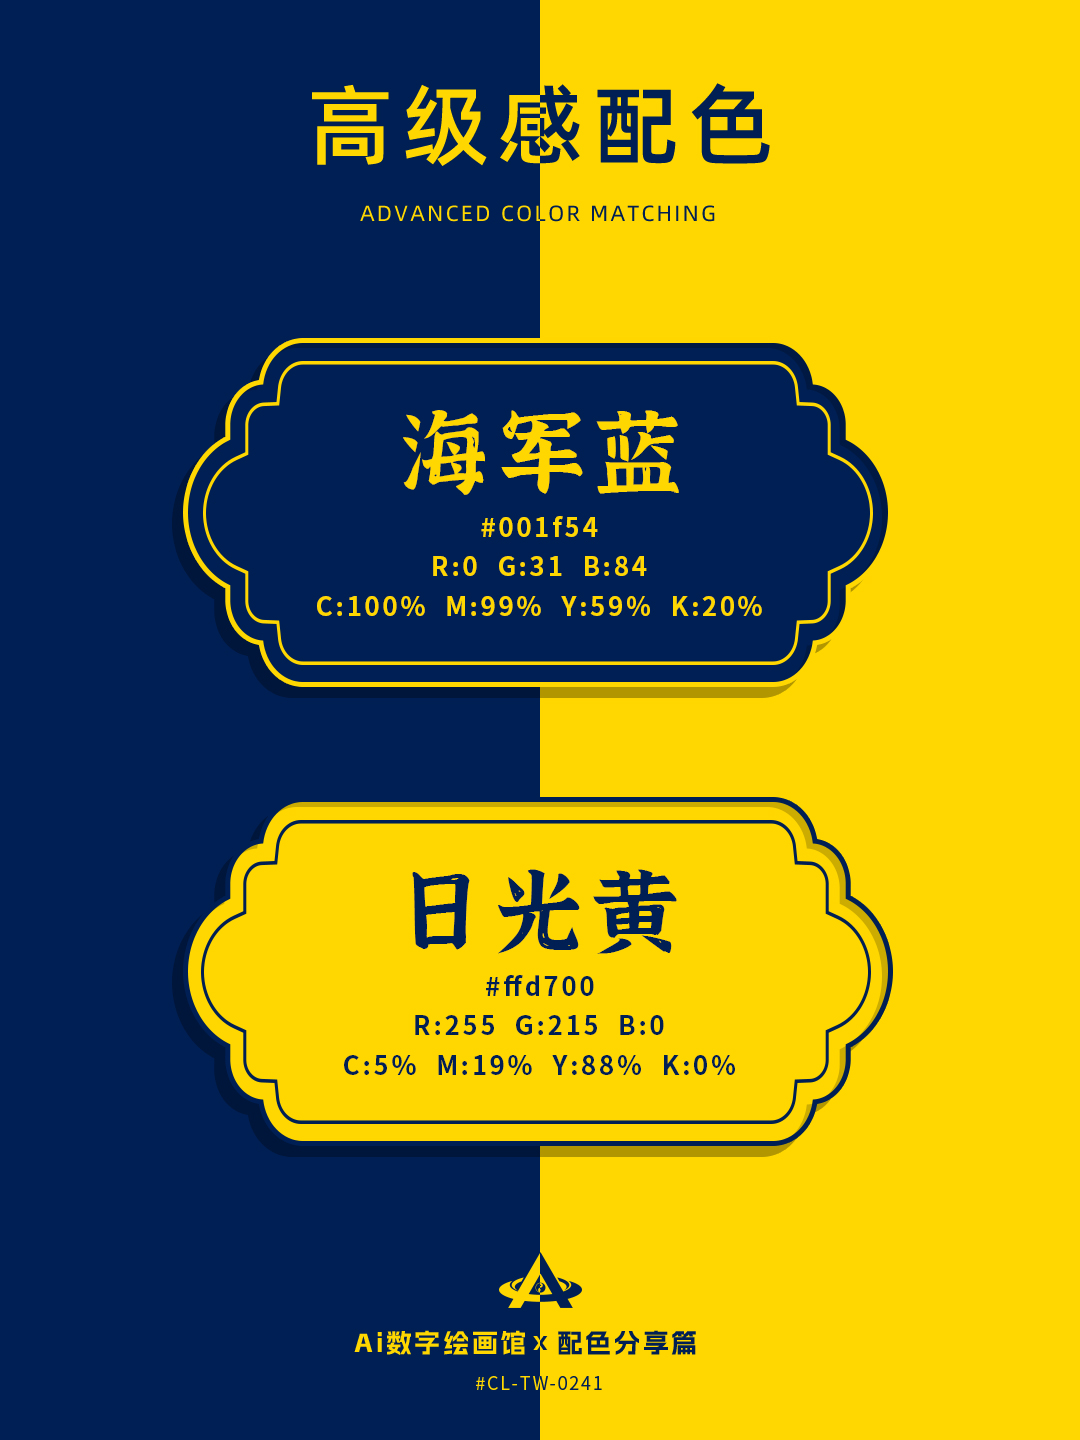 高级感配色
ADVANCED COLOR MATCHING
海军蓝
#001f54
R:0 G:31 B:84
C:100% M:99% Y:59% K:20%
日光黄
#ffd700
R:255 G:215 B:0
C:5% M:19% Y:88% K:0%
Ai数字绘画馆 x 配色分享篇
#CL-TW-0241